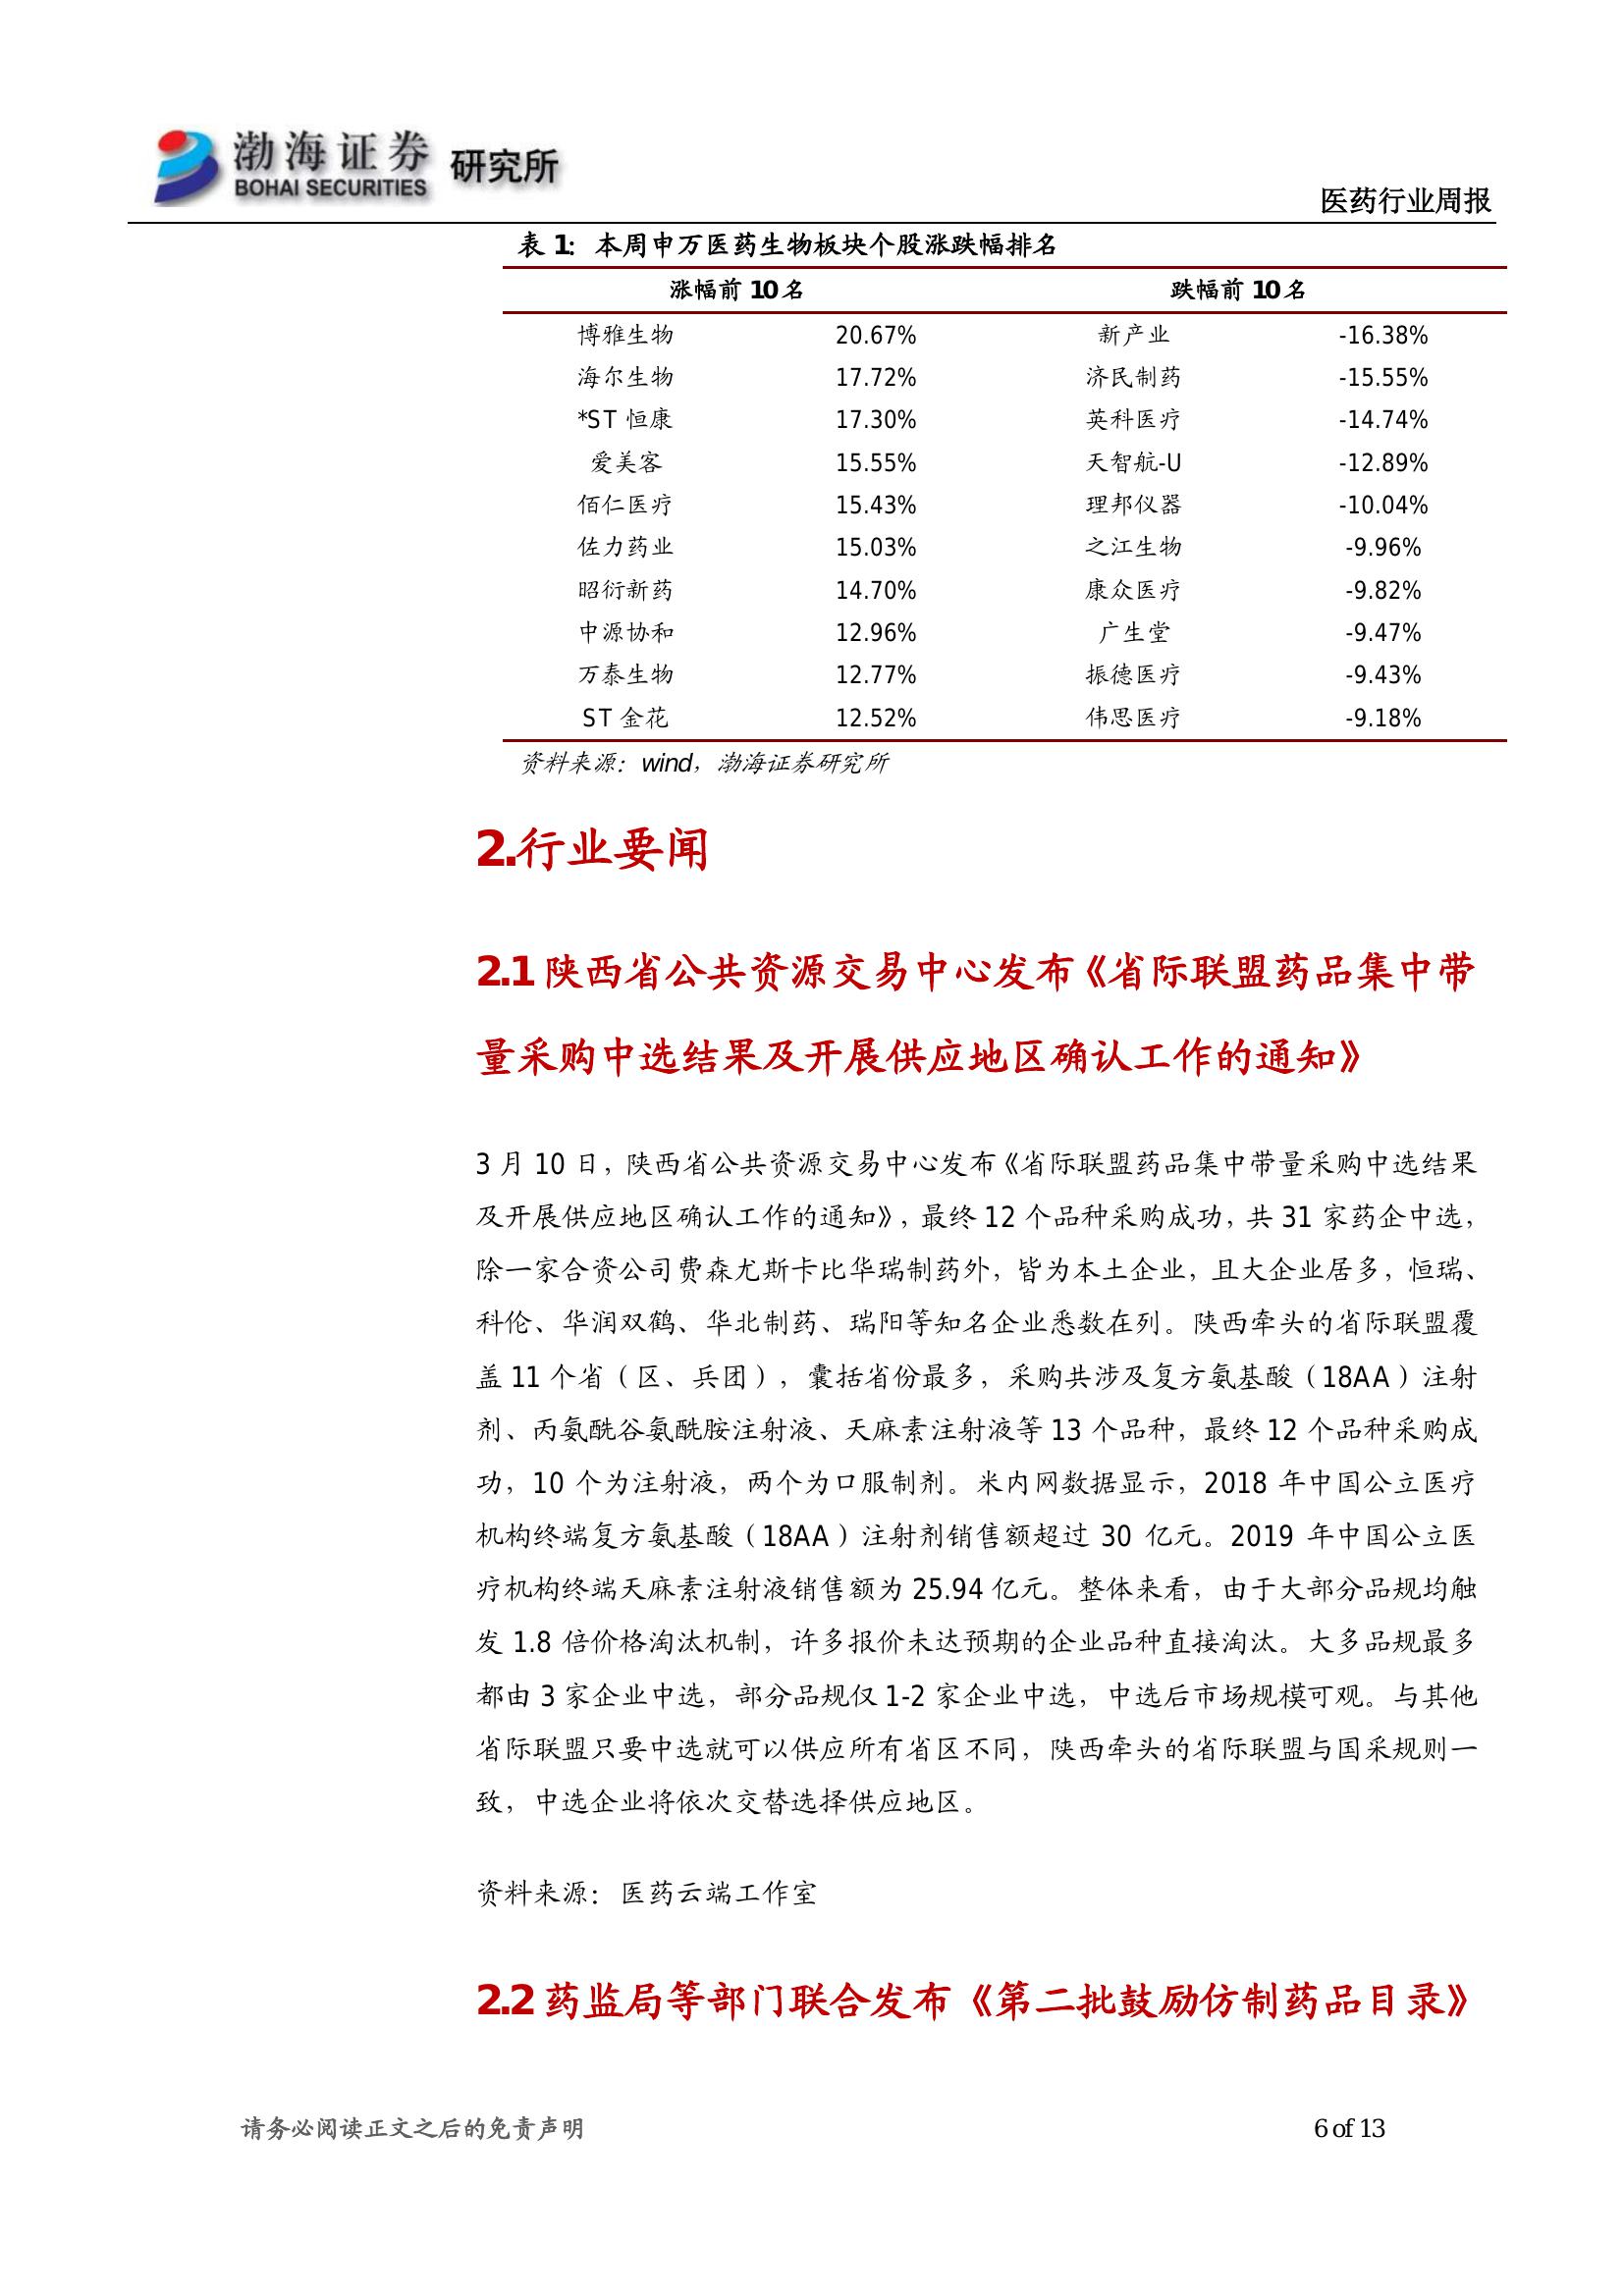 渤海证券 研究所
BOHAI SECURITIES
医药行业周报
表 1: 本周申万医药生物板块个股涨跌幅排名
涨幅前 10 名 跌幅前 10 名
博雅生物 20.67% 新产业 -16.38%
海尔生物 17.72% 济民制药 -15.55%
*ST 恒康 17.30% 英科医疗 -14.74%
爱美客 15.55% 天智航-U -12.89%
佰仁医疗 15.43% 理邦仪器 -10.04%
佐力药业 15.03% 之江生物 -9.96%
昭衍新药 14.70% 康众医疗 -9.82%
中源协和 12.96% 广生堂 -9.47%
万泰生物 12.77% 振德医疗 -9.43%
ST 金花 12.52% 伟思医疗 -9.18%
资料来源：wind，渤海证券研究所
2.行业要闻
2.1 陕西省公共资源交易中心发布《省际联盟药品集中带
量采购中选结果及开展供应地区确认工作的通知》
3 月 10 日，陕西省公共资源交易中心发布《省际联盟药品集中带量采购中选结果
及开展供应地区确认工作的通知》，最终 12 个品种采购成功，共 31 家药企中选，
除一家合资公司费森尤斯卡比华瑞制药外，皆为本土企业，且大企业居多，恒瑞、
科伦、华润双鹤、华北制药、瑞阳等知名企业悉数在列。陕西牵头的省际联盟覆
盖 11 个省（区、兵团），囊括省份最多，采购共涉及复方氨基酸（18AA）注射
剂、丙氨酰谷氨酰胺注射液、天麻素注射液等 13 个品种，最终 12 个品种采购成
功，10 个为注射液，两个为口服制剂。米内网数据显示，2018 年中国公立医疗
机构终端复方氨基酸（18AA）注射剂销售额超过 30 亿元。2019 年中国公立医
疗机构终端天麻素注射液销售额为 25.94 亿元。整体来看，由于大部分品规均触
发 1.8 倍价格淘汰机制，许多报价未达预期的企业品种直接淘汰。大多品规最多
都由 3 家企业中选，部分品规仅 1-2 家企业中选，中选后市场规模可观。与其他
省际联盟只要中选就可以供应所有省区不同，陕西牵头的省际联盟与国采规则一
致，中选企业将依次交替选择供应地区。
资料来源：医药云端工作室
2.2 药监局等部门联合发布《第二批鼓励仿制药品目录》
请务必阅读正文之后的免责声明 6 of 13